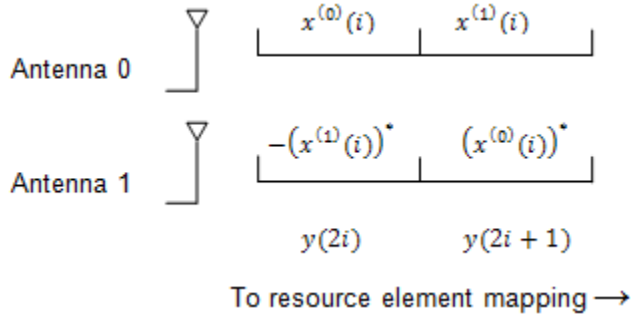 x⁽⁰⁾(i) x⁽¹⁾(i)
Antenna 0
−(x⁽¹⁾(i))* (x⁽⁰⁾(i))*
Antenna 1
y(2i) y(2i + 1)
To resource element mapping →